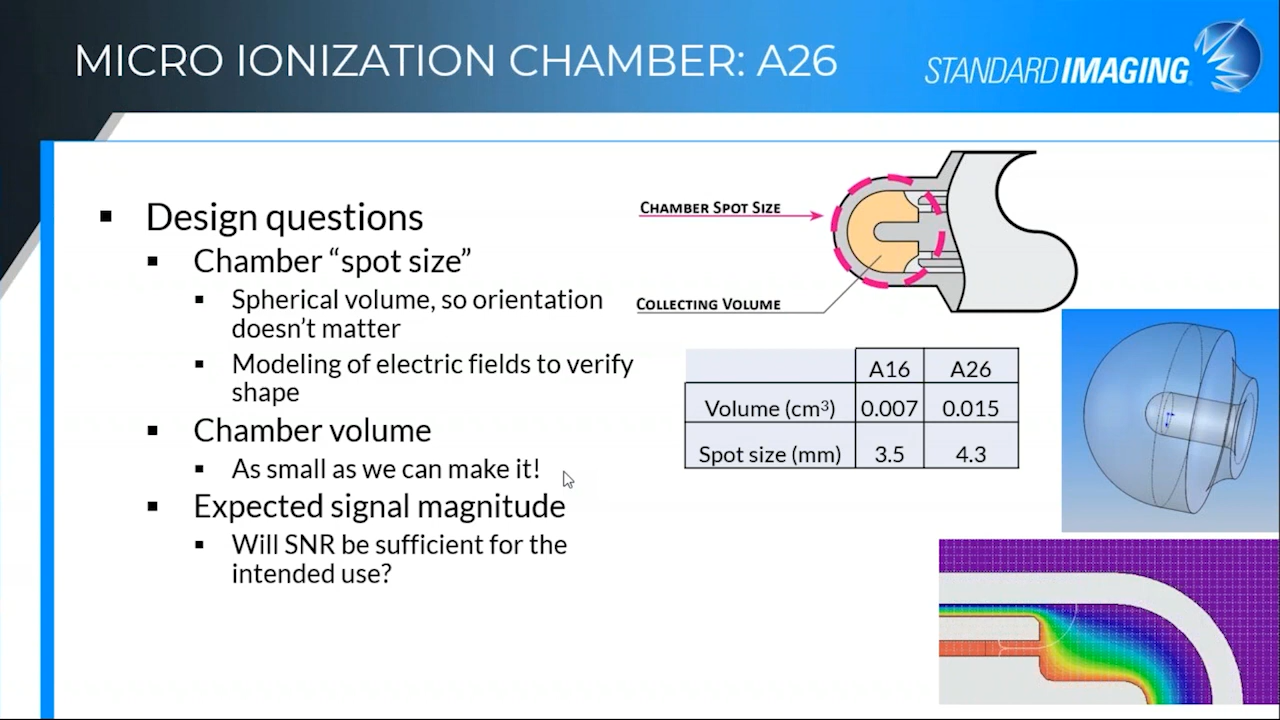 MICRO IONIZATION CHAMBER: A26
STANDARD IMAGING
Design questions
Chamber “spot size”
Spherical volume, so orientation
doesn’t matter
Modeling of electric fields to verify
shape
Chamber volume
As small as we can make it!
Expected signal magnitude
Will SNR be sufficient for the
intended use?
CHAMBER SPOT SIZE
COLLECTING VOLUME
A16 A26
Volume (cm³) 0.007 0.015
Spot size (mm) 3.5 4.3